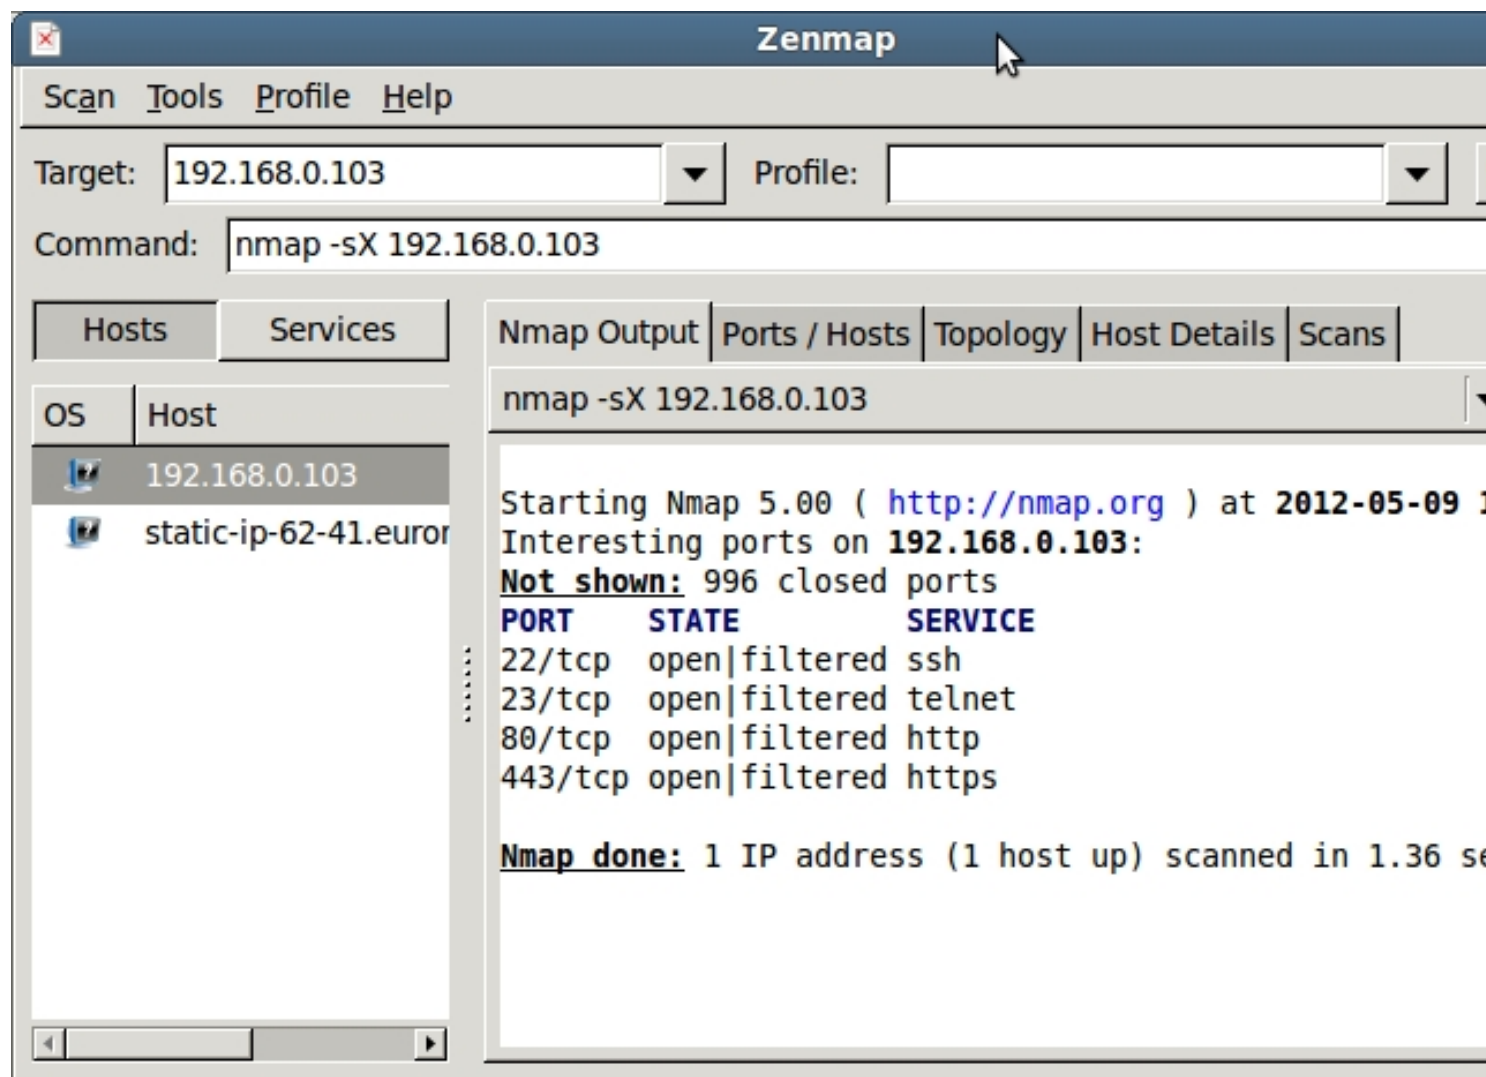 Zenmap
Scan Tools Profile Help
Target: 192.168.0.103 Profile:
Command: nmap -sX 192.168.0.103
Hosts Services
Nmap Output Ports / Hosts Topology Host Details Scans
nmap -sX 192.168.0.103
OS Host
192.168.0.103
static-ip-62-41.euror
Starting Nmap 5.00 ( http://nmap.org ) at 2012-05-09 1
Interesting ports on 192.168.0.103:
Not shown: 996 closed ports
PORT STATE SERVICE
22/tcp open|filtered ssh
23/tcp open|filtered telnet
80/tcp open|filtered http
443/tcp open|filtered https
Nmap done: 1 IP address (1 host up) scanned in 1.36 se